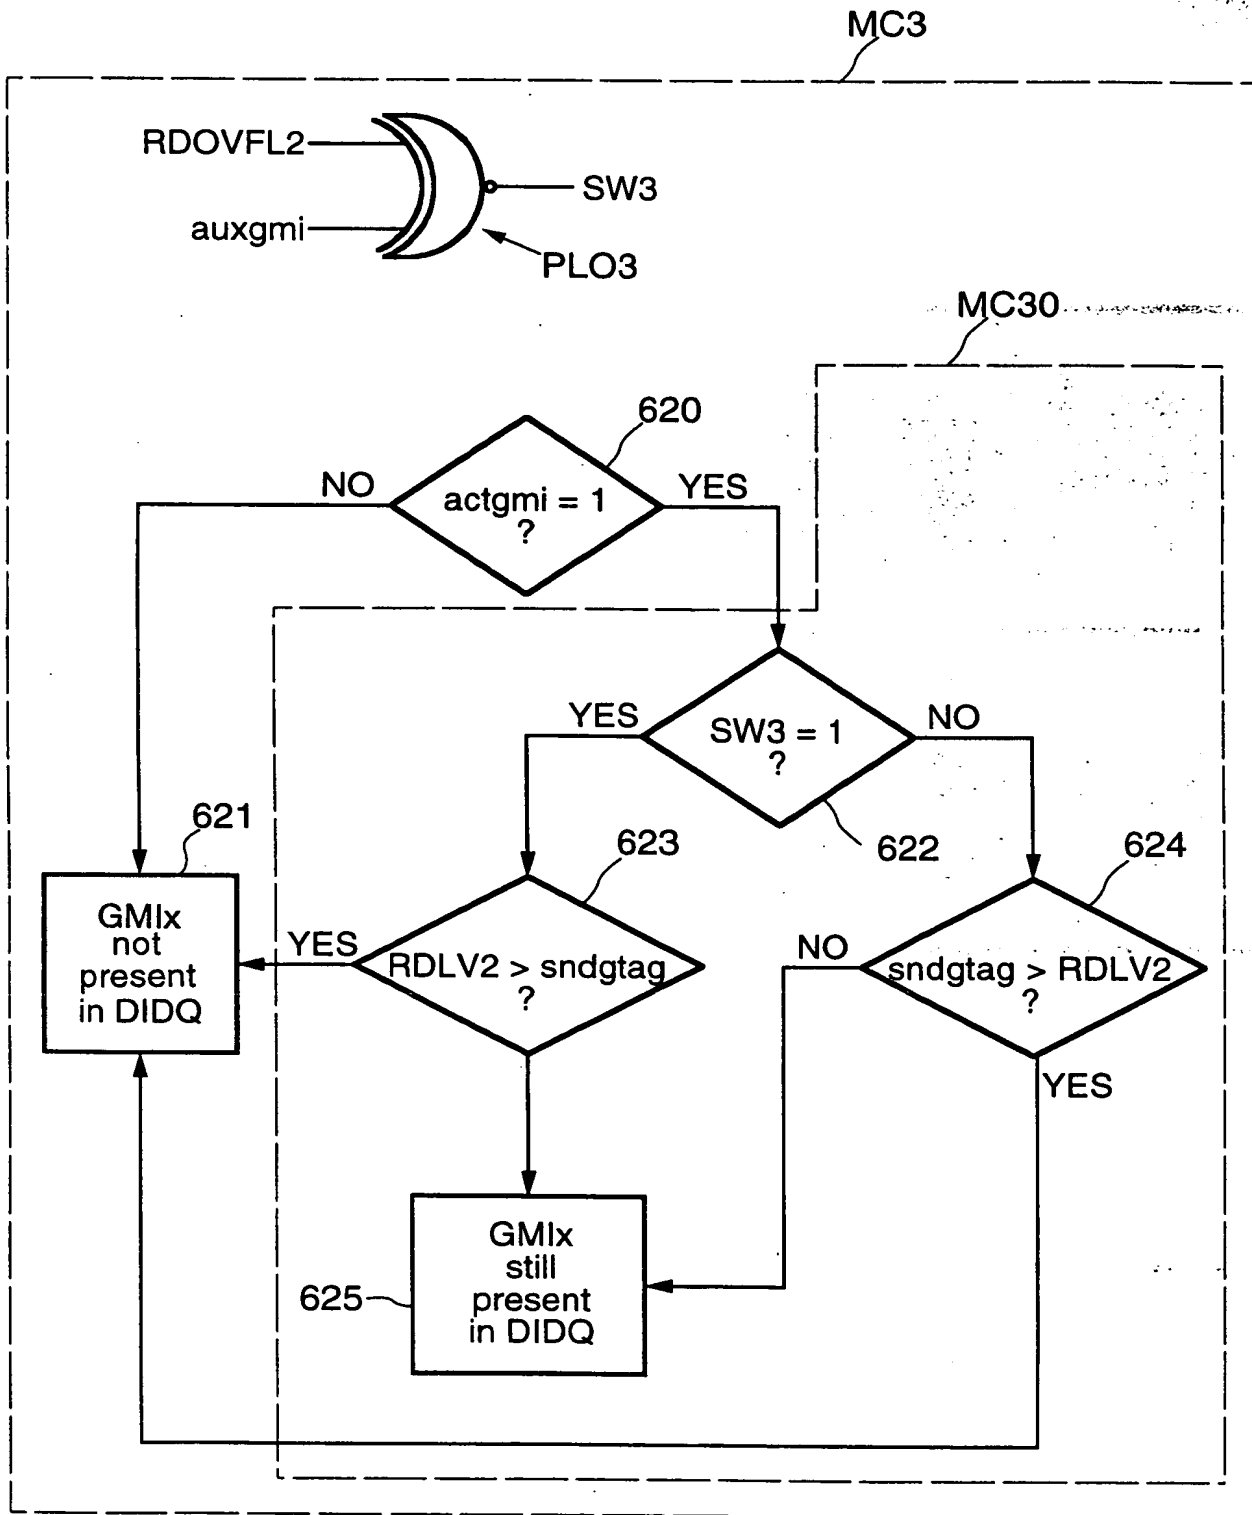 MC3
RDOVFL2
SW3
auxgmi
PLO3
MC30
620
NO
YES
actgmi = 1
?
YES
NO
SW3 = 1
?
621
623
622
624
GMIx
not
present
in DIDQ
YES
RDLV2 > sndgtag
?
NO
sndgtag > RDLV2
?
YES
GMIx
still
present
in DIDQ
625